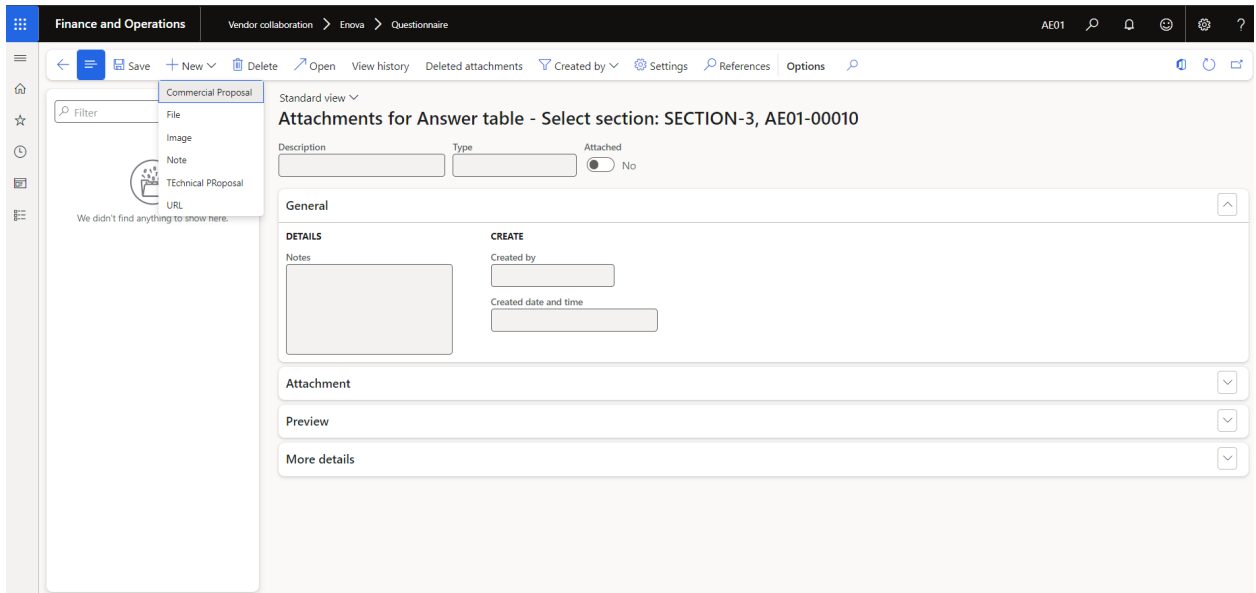 Finance and Operations
Vendor collaboration > Enova > Questionnaire
AE01
?
Save
New
Delete
Open
View history
Deleted attachments
Created by
Settings
References
Options
Filter
Commercial Proposal
File
Image
Note
TEchnical PRoposal
URL
We didn't find anything to show here.
Standard view
Attachments for Answer table - Select section: SECTION-3, AE01-00010
Description
Type
Attached
No
General
DETAILS
Notes
CREATE
Created by
Created date and time
Attachment
Preview
More details